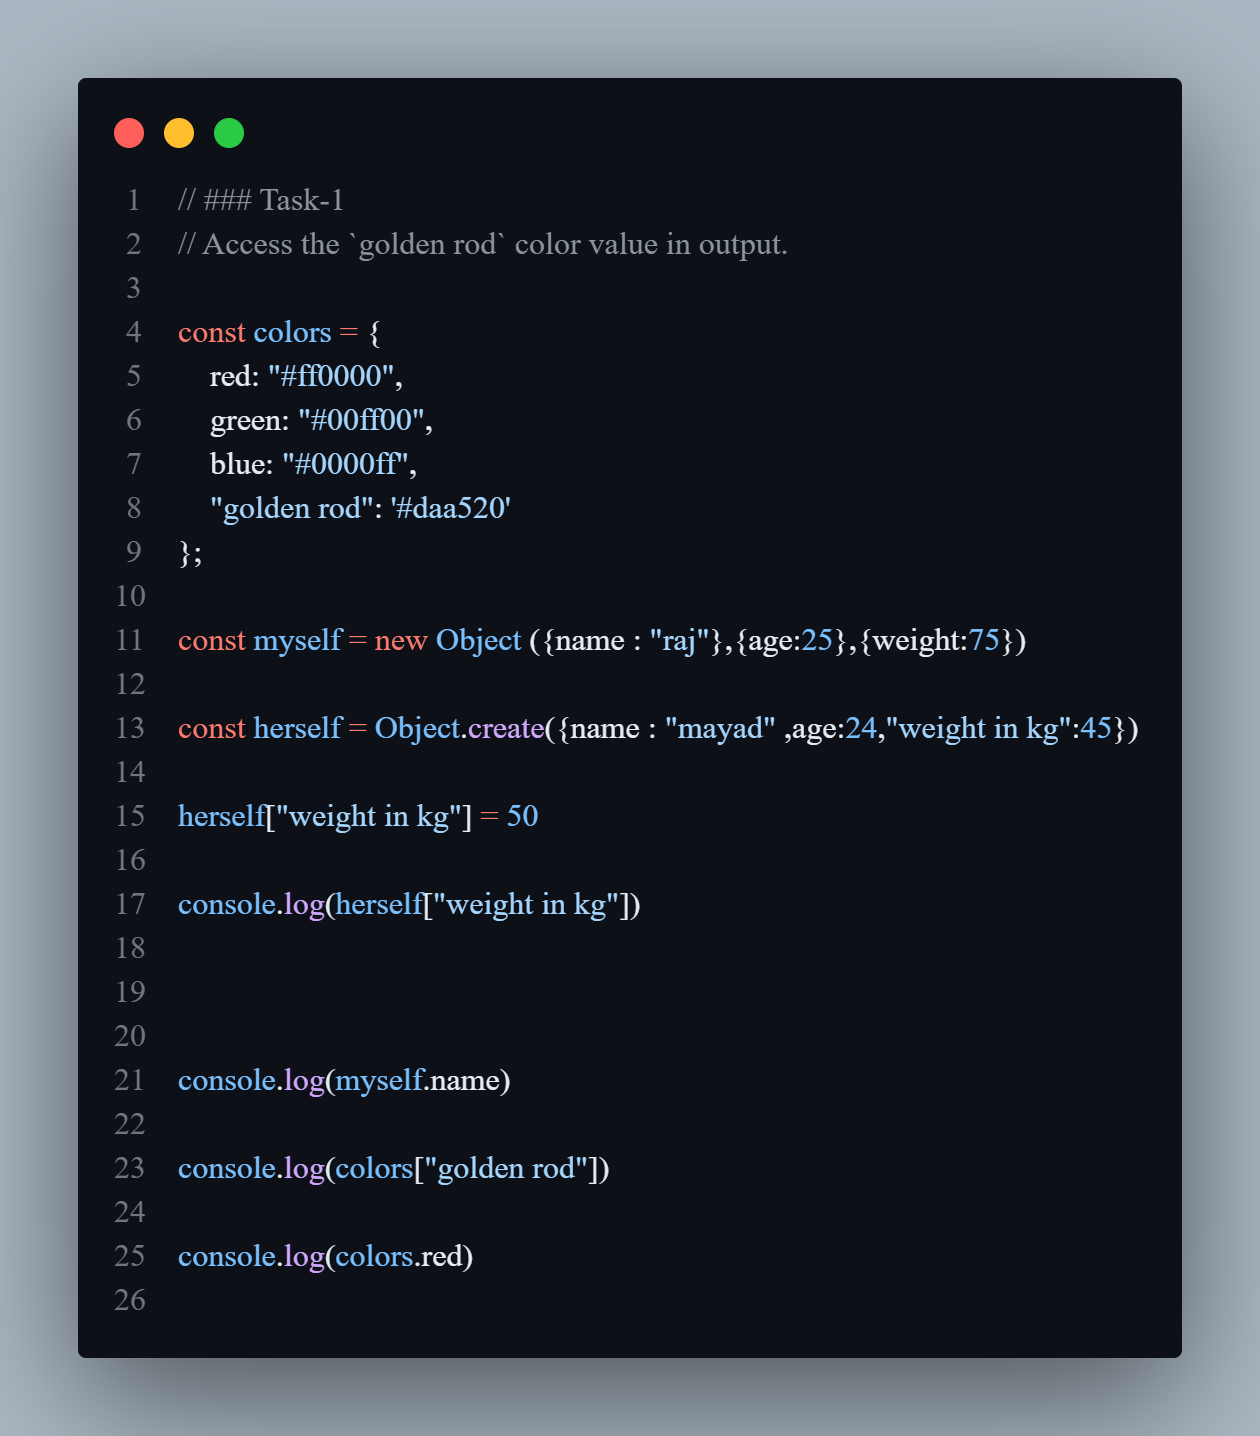 1 // ### Task-1
2 // Access the `golden rod` color value in output.
3
4 const colors = {
5     red: "#ff0000",
6     green: "#00ff00",
7     blue: "#0000ff",
8     "golden rod": '#daa520'
9 };
10
11 const myself = new Object ({name : "raj"},{age:25},{weight:75})
12
13 const herself = Object.create({name : "mayad" ,age:24,"weight in kg":45})
14
15 herself["weight in kg"] = 50
16
17 console.log(herself["weight in kg"])
18
19
20
21 console.log(myself.name)
22
23 console.log(colors["golden rod"])
24
25 console.log(colors.red)
26